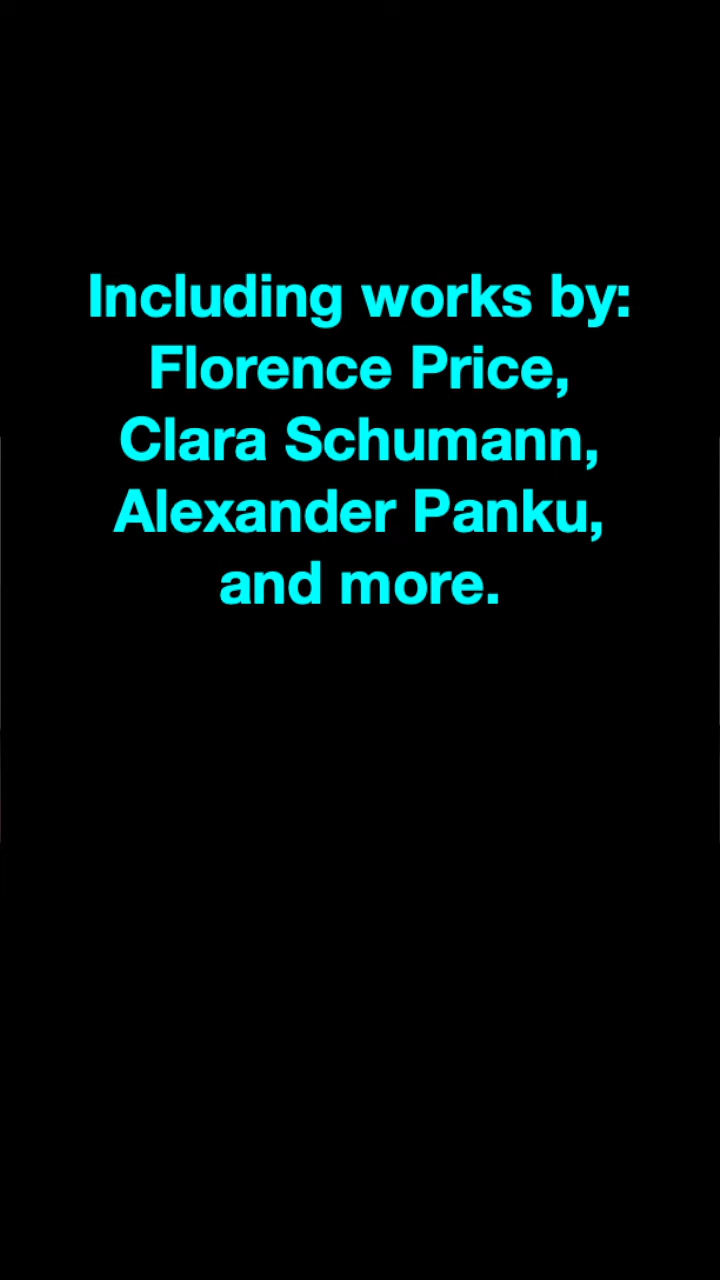 Including works by:
Florence Price,
Clara Schumann,
Alexander Panku,
and more.